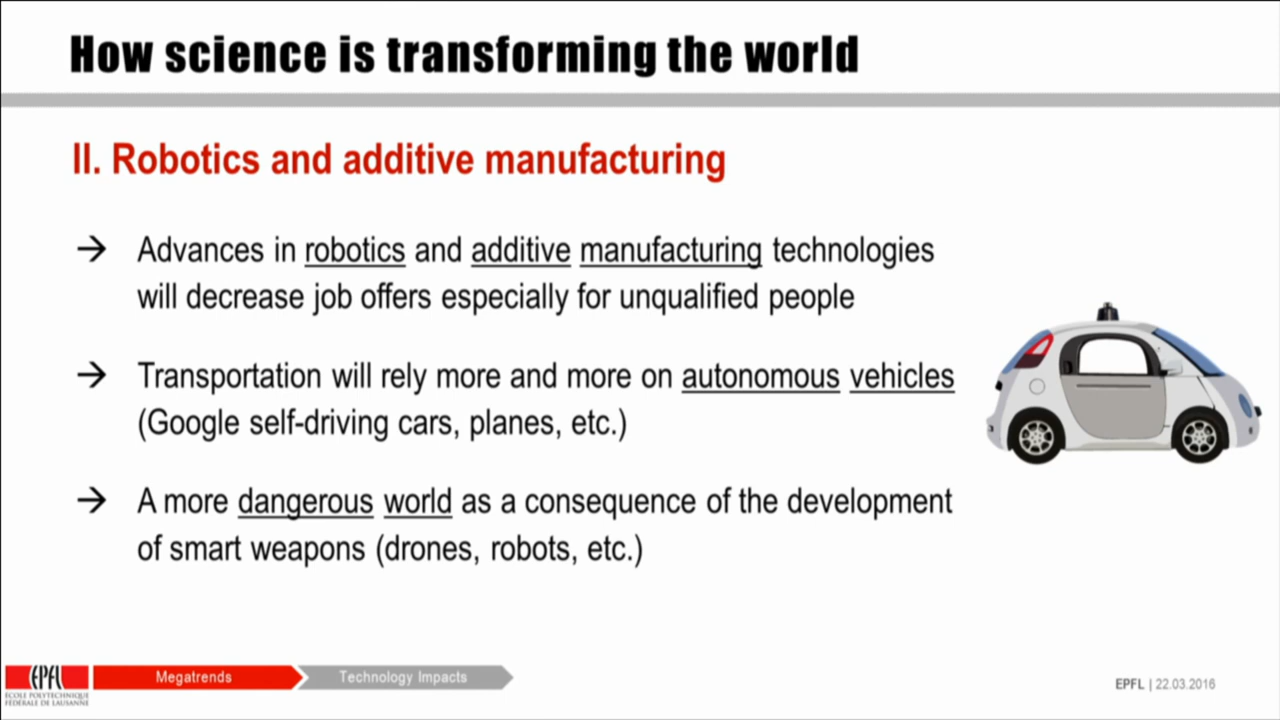 How science is transforming the world
II. Robotics and additive manufacturing
→ Advances in robotics and additive manufacturing technologies
will decrease job offers especially for unqualified people
→ Transportation will rely more and more on autonomous vehicles
(Google self-driving cars, planes, etc.)
→ A more dangerous world as a consequence of the development
of smart weapons (drones, robots, etc.)
EPFL
ÉCOLE POLYTECHNIQUE
FÉDÉRALE DE LAUSANNE
Megatrends
Technology Impacts
EPFL | 22.03.2016